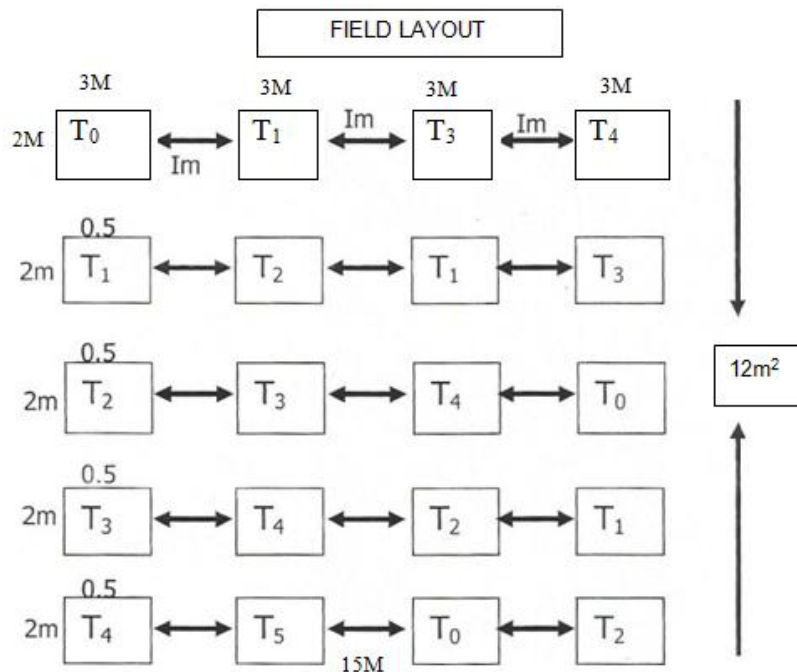 FIELD LAYOUT
3M 3M 3M 3M
2M T₀ Im T₁ Im T₃ Im T₄
0.5
2m T₁ T₂ T₁ T₃
0.5
2m T₂ T₃ T₄ T₀
12m²
0.5
2m T₃ T₄ T₂ T₁
0.5
2m T₄ T₅ T₀ T₂
15M